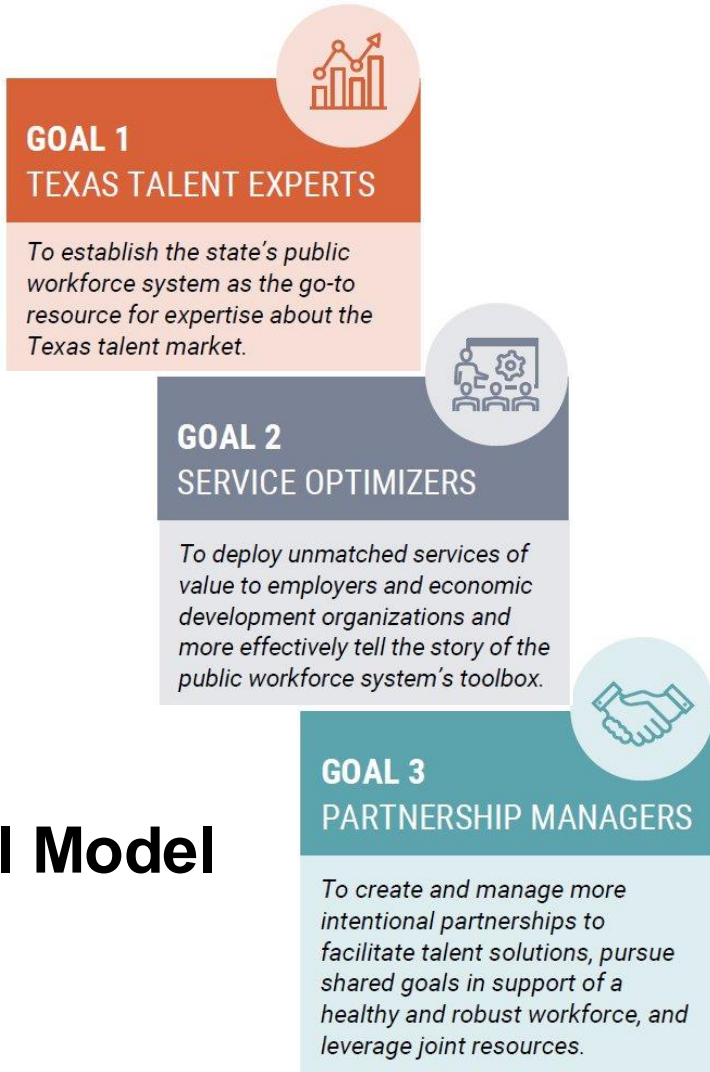 GOAL 1
TEXAS TALENT EXPERTS
To establish the state's public
workforce system as the go-to
resource for expertise about the
Texas talent market.
GOAL 2
SERVICE OPTIMIZERS
To deploy unmatched services of
value to employers and economic
development organizations and
more effectively tell the story of the
public workforce system's toolbox.
GOAL 3
PARTNERSHIP MANAGERS
To create and manage more
intentional partnerships to
facilitate talent solutions, pursue
shared goals in support of a
healthy and robust workforce, and
leverage joint resources.
Model